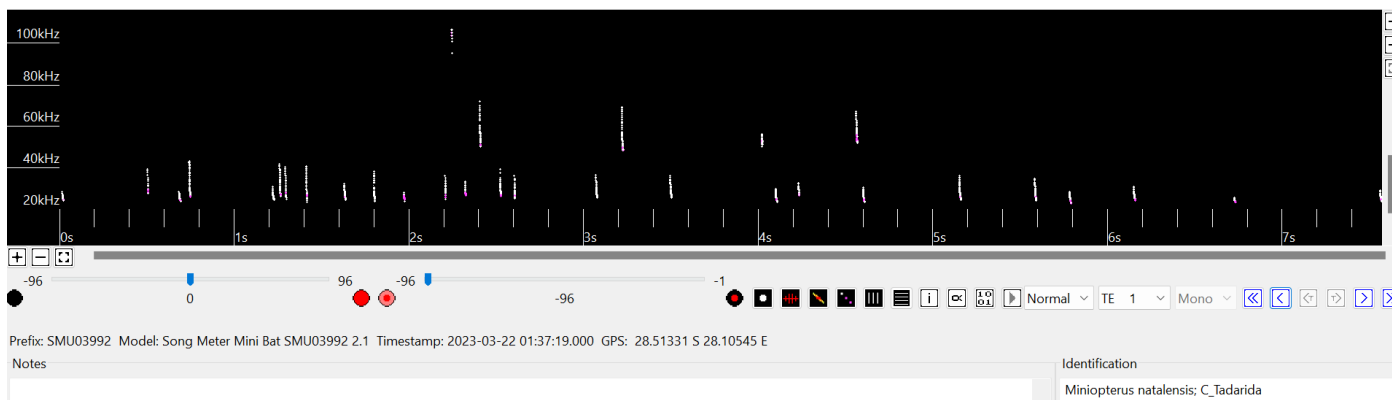 100kHz
80kHz
60kHz
40kHz
20kHz
0s 1s 2s 3s 4s 5s 6s 7s
-96 96 -96 -1
0 -96
Normal TE 1 Mono
Prefix: SMU03992 Model: Song Meter Mini Bat SMU03992 2.1 Timestamp: 2023-03-22 01:37:19.000 GPS: 28.51331 S 28.10545 E
Notes Identification
Miniopterus natalensis; C_Tadarida